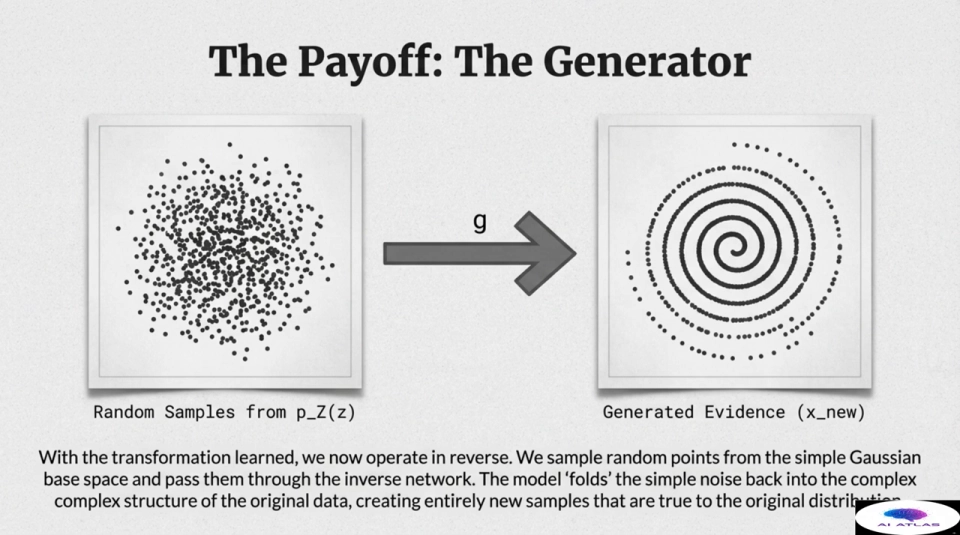 The Payoff: The Generator
g
Random Samples from p_Z(z)
Generated Evidence (x_new)
With the transformation learned, we now operate in reverse. We sample random points from the simple Gaussian
base space and pass them through the inverse network. The model ‘folds’ the simple noise back into the complex
complex structure of the original data, creating entirely new samples that are true to the original distribution.
AI ATLAS